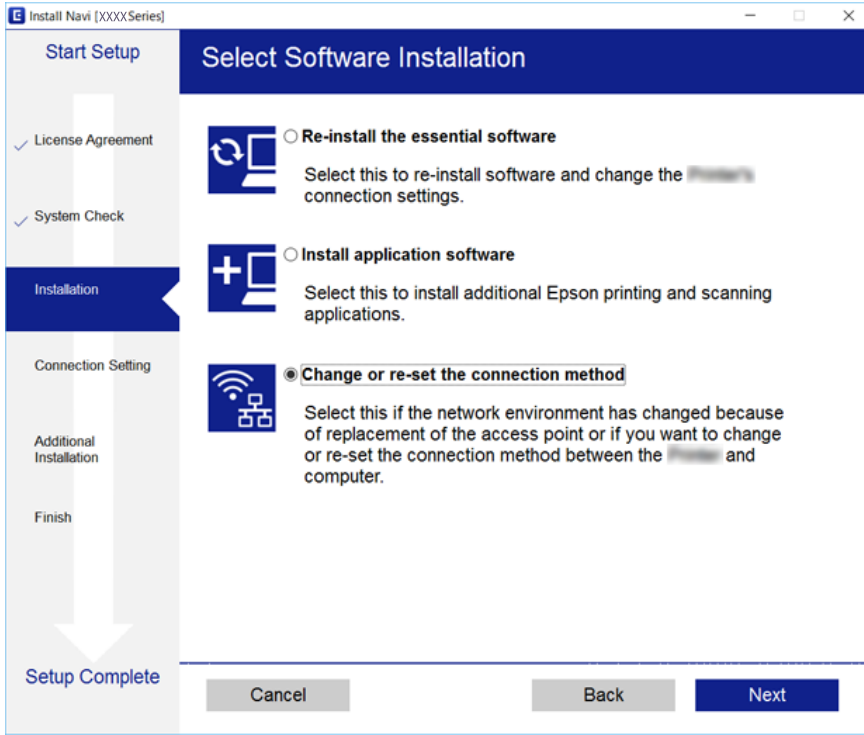 Install Navi [XXXX Series]
Start Setup
Select Software Installation
License Agreement
System Check
Installation
Connection Setting
Additional
Installation
Finish
Setup Complete
Re-install the essential software
Select this to re-install software and change the
connection settings.
Install application software
Select this to install additional Epson printing and scanning
applications.
Change or re-set the connection method
Select this if the network environment has changed because
of replacement of the access point or if you want to change
or re-set the connection method between the and
computer.
Cancel
Back
Next